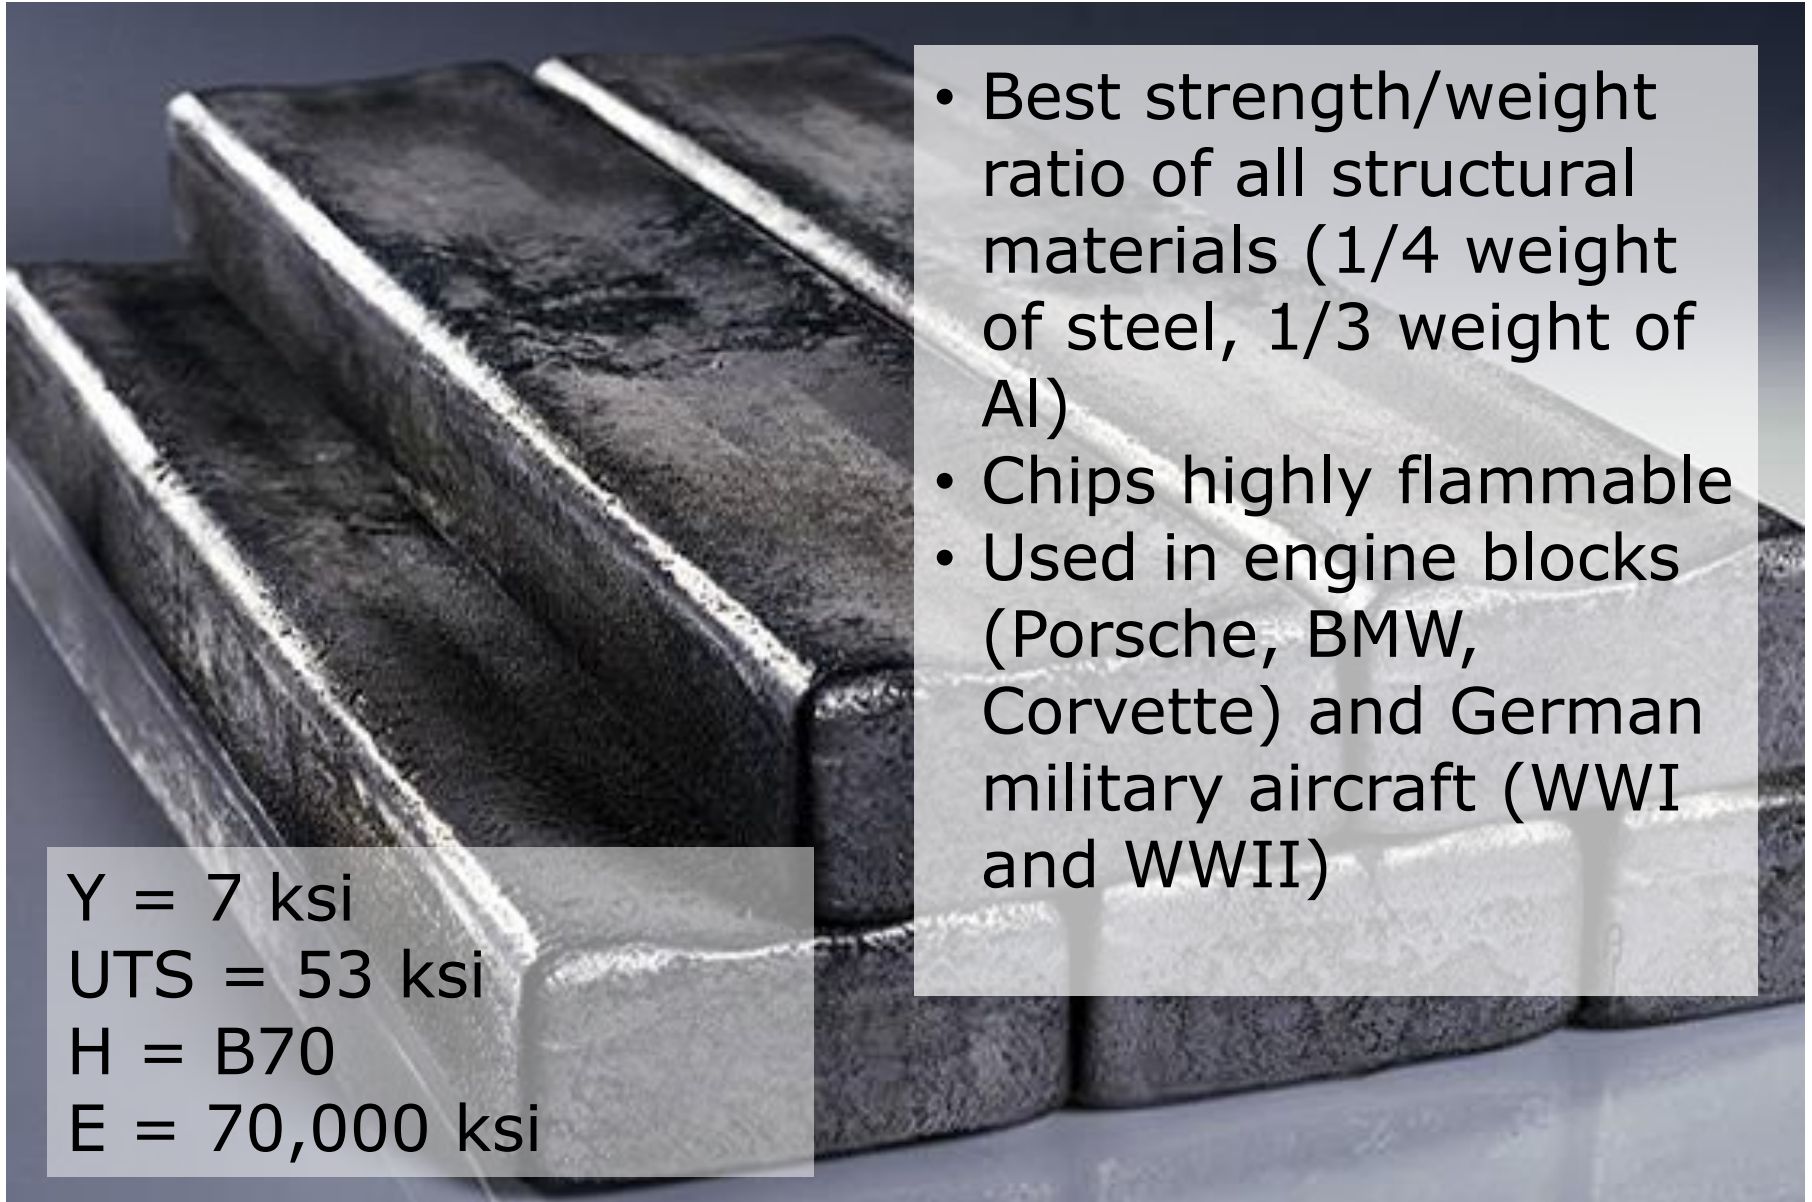 • Best strength/weight
ratio of all structural
materials (1/4 weight
of steel, 1/3 weight of
Al)
• Chips highly flammable
• Used in engine blocks
(Porsche, BMW,
Corvette) and German
military aircraft (WWI
and WWII)
Y = 7 ksi
UTS = 53 ksi
H = B70
E = 70,000 ksi